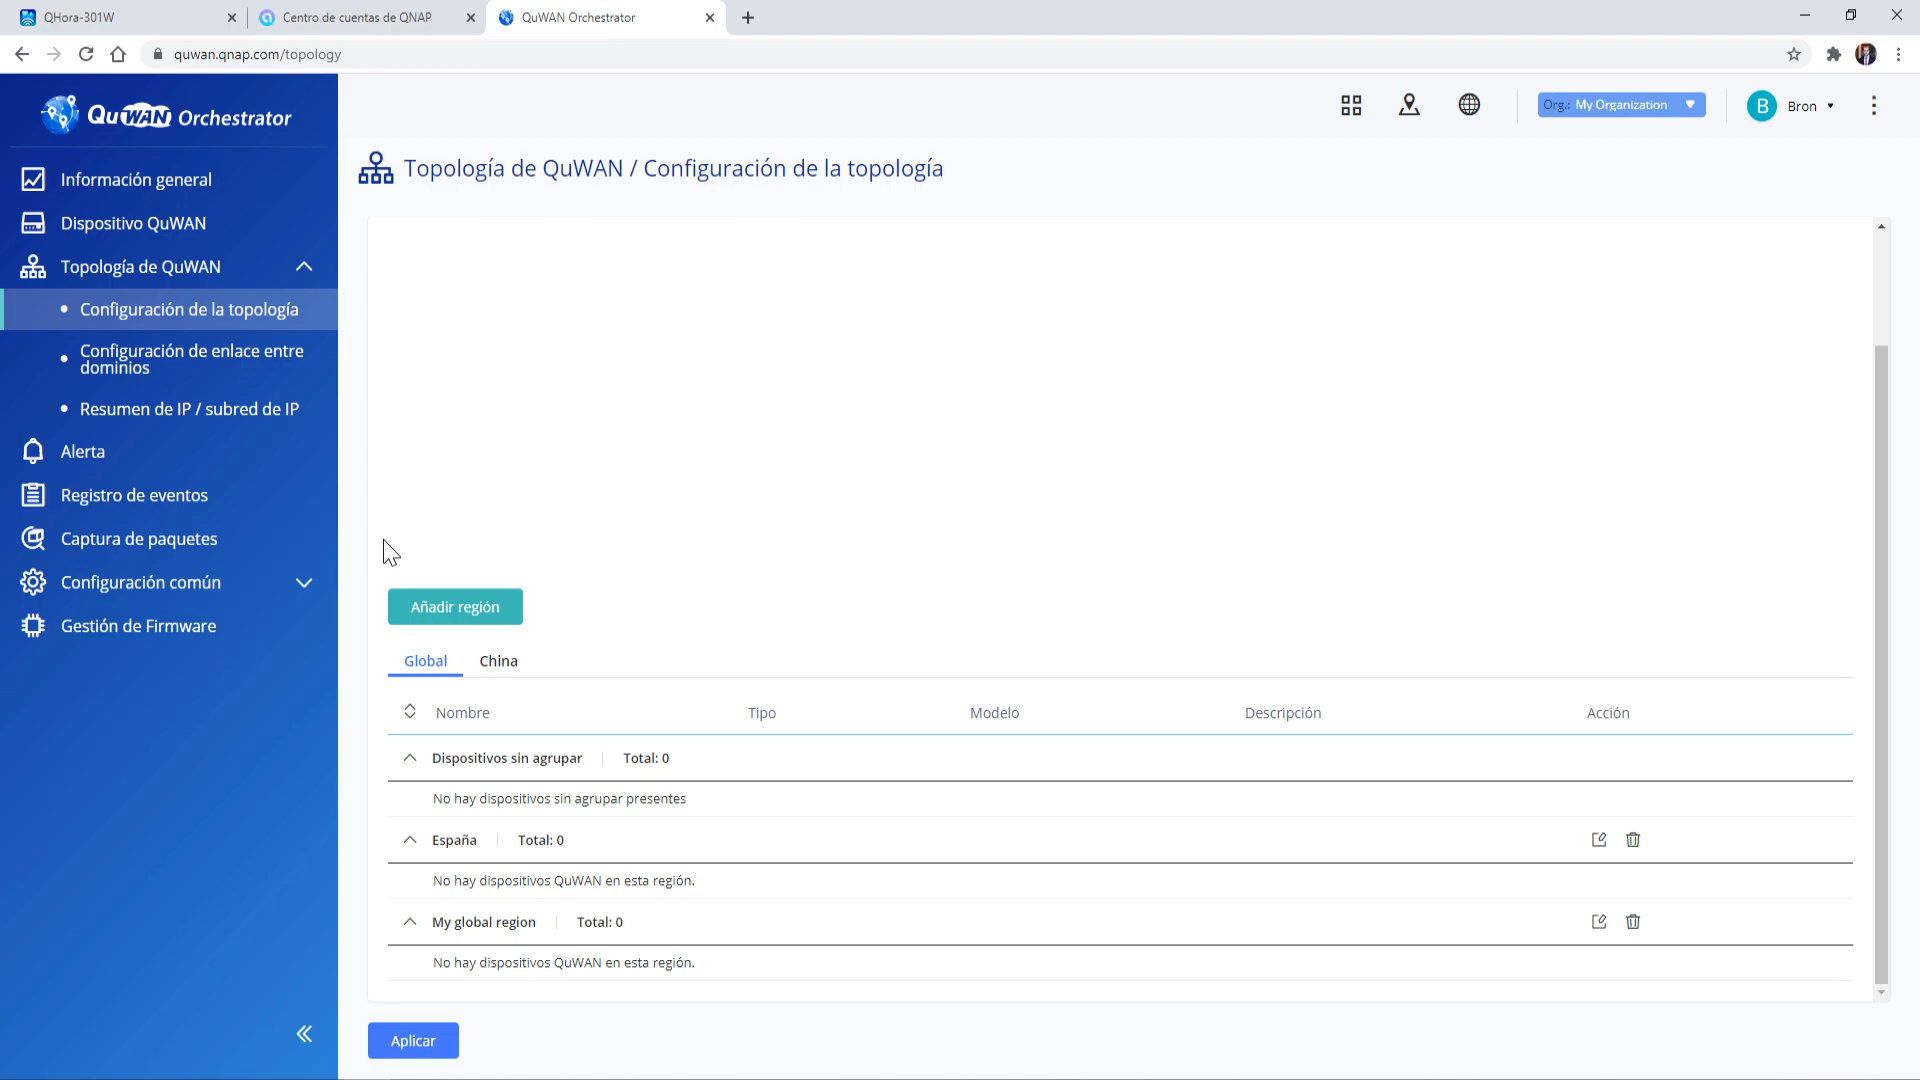 QHora-301W
Centro de cuentas de QNAP
QuWAN Orchestrator
quwan.qnap.com/topology
QuWAN Orchestrator
Org.: My Organization
B
Bron
Topología de QuWAN / Configuración de la topología
Información general
Dispositivo QuWAN
Topología de QuWAN
Configuración de la topología
Configuración de enlace entre
dominios
Resumen de IP / subred de IP
Alerta
Registro de eventos
Captura de paquetes
Configuración común
Gestión de Firmware
Añadir región
Global China
Nombre Tipo Modelo Descripción Acción
Dispositivos sin agrupar Total: 0
No hay dispositivos sin agrupar presentes
España Total: 0
No hay dispositivos QuWAN en esta región.
My global region Total: 0
No hay dispositivos QuWAN en esta región.
Aplicar